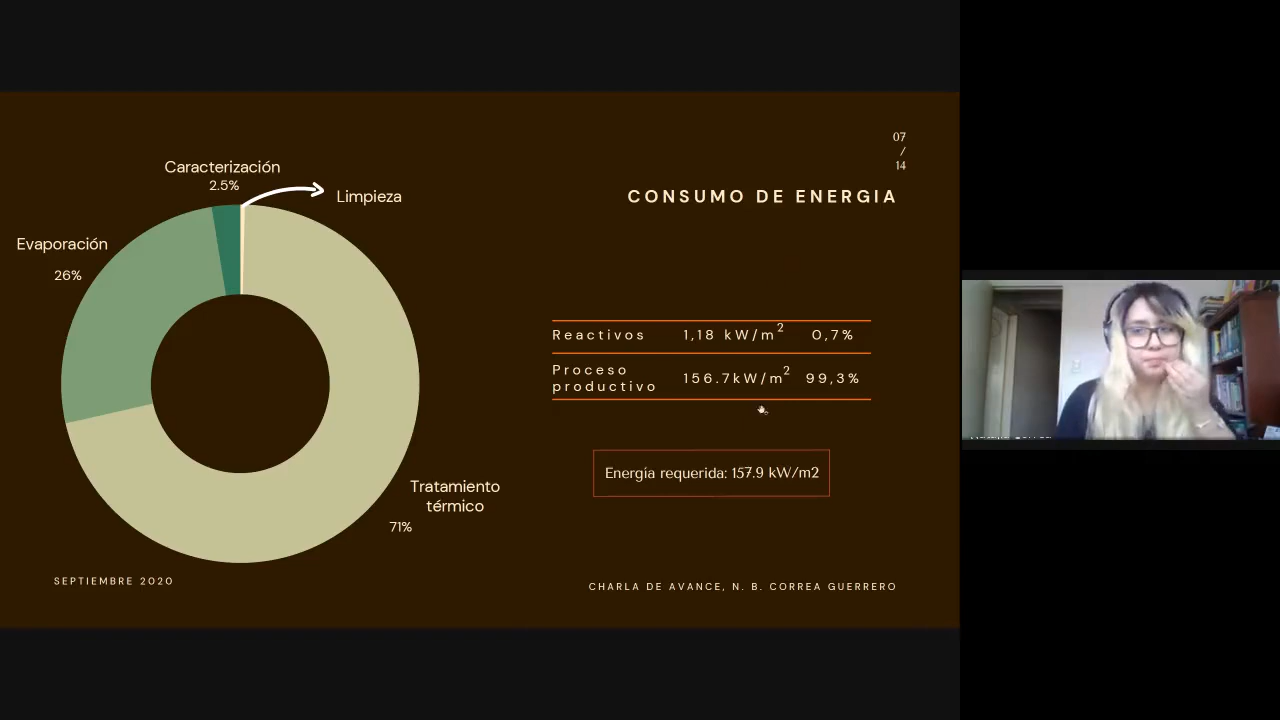 07
/
14
CONSUMO DE ENERGIA
Caracterización
2.5%
Limpieza
Evaporación
26%
Tratamiento
térmico
71%
Reactivos 1,18 kW/m² 0,7%
Proceso
productivo 156.7kW/m² 99,3%
Energía requerida: 157.9 kW/m2
SEPTIEMBRE 2020
CHARLA DE AVANCE, N. B. CORREA GUERRERO